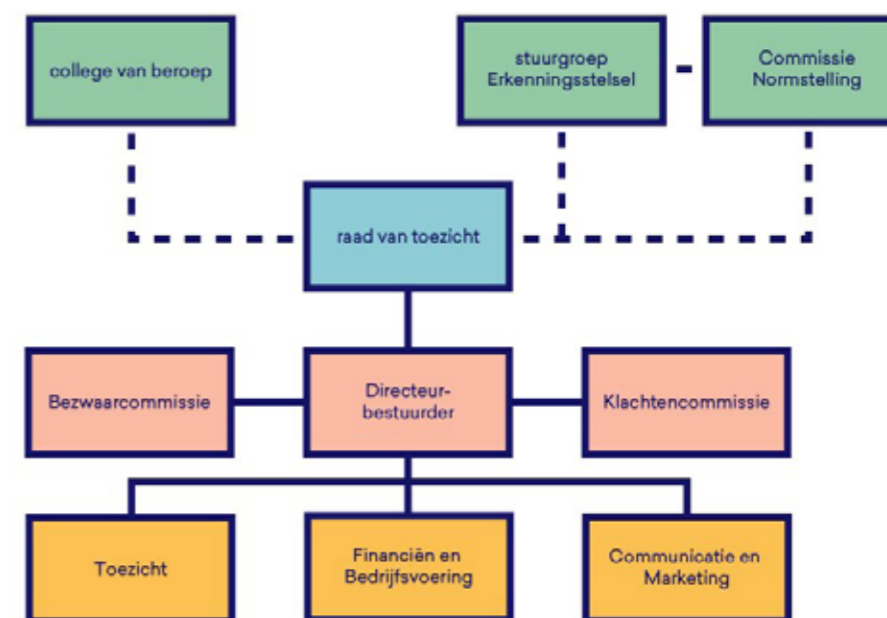 college van beroep
stuurgroep
Erkenningsstelsel
Commissie
Normstelling
raad van toezicht
Bezwaarcommissie
Directeur-
bestuurder
Klachtencommissie
Toezicht
Financiën en
Bedrijfsvoering
Communicatie en
Marketing